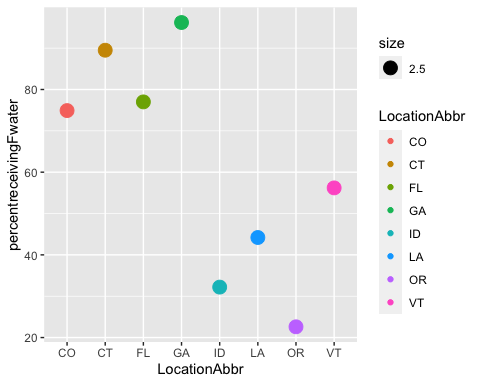 percentreceivingFwater
80
60
40
20
CO CT FL GA ID LA OR VT
LocationAbbr
size
2.5
LocationAbbr
CO
CT
FL
GA
ID
LA
OR
VT